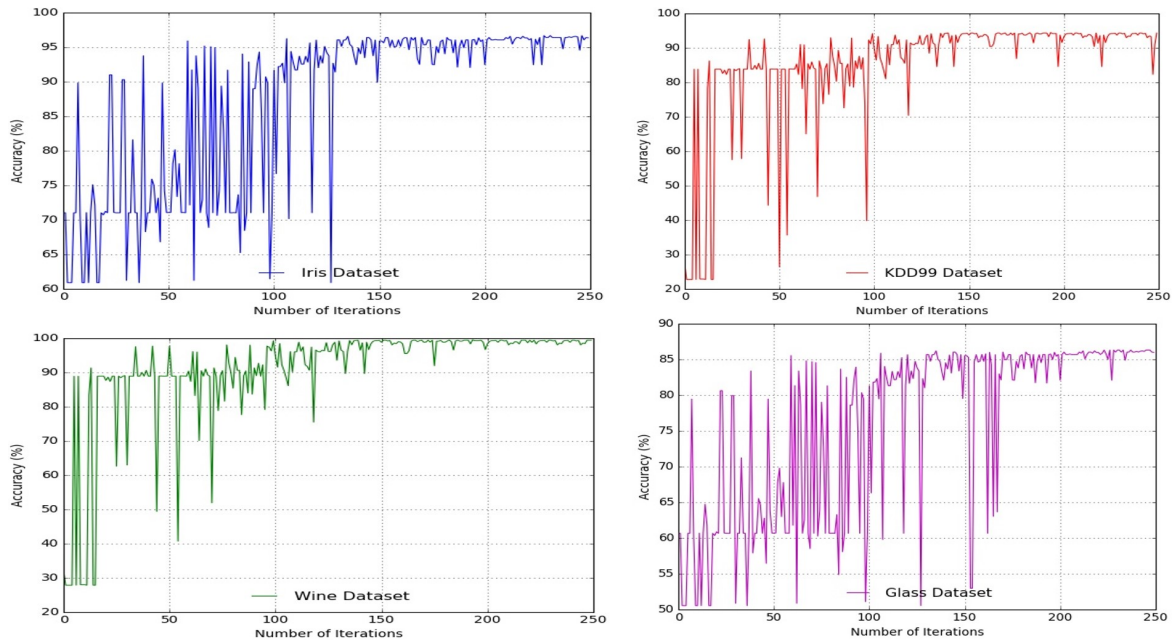 100
95
90
85
80
75
70
65
60
Accuracy (%)
Iris Dataset
0 50 100 150 200 250
Number of Iterations
100
90
80
70
60
50
40
30
20
Accuracy (%)
KDD99 Dataset
0 50 100 150 200 250
Number of Iterations
100
90
80
70
60
50
40
30
20
Accuracy (%)
Wine Dataset
0 50 100 150 200 250
Number of Iterations
90
85
80
75
70
65
60
55
50
Accuracy (%)
Glass Dataset
0 50 100 150 200 250
Number of Iterations